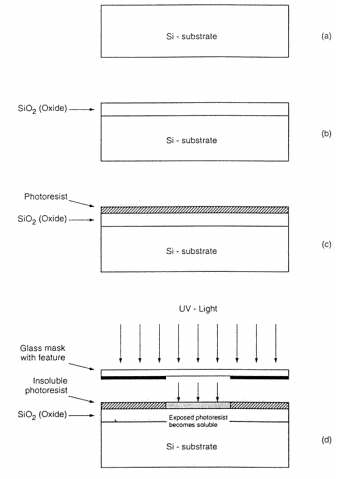 Si - substrate
(a)
SiO2 (Oxide)
Si - substrate
(b)
Photoresist
SiO2 (Oxide)
Si - substrate
(c)
UV - Light
Glass mask
with feature
Insoluble
photoresist
SiO2 (Oxide)
Exposed photoresist
becomes soluble
Si - substrate
(d)